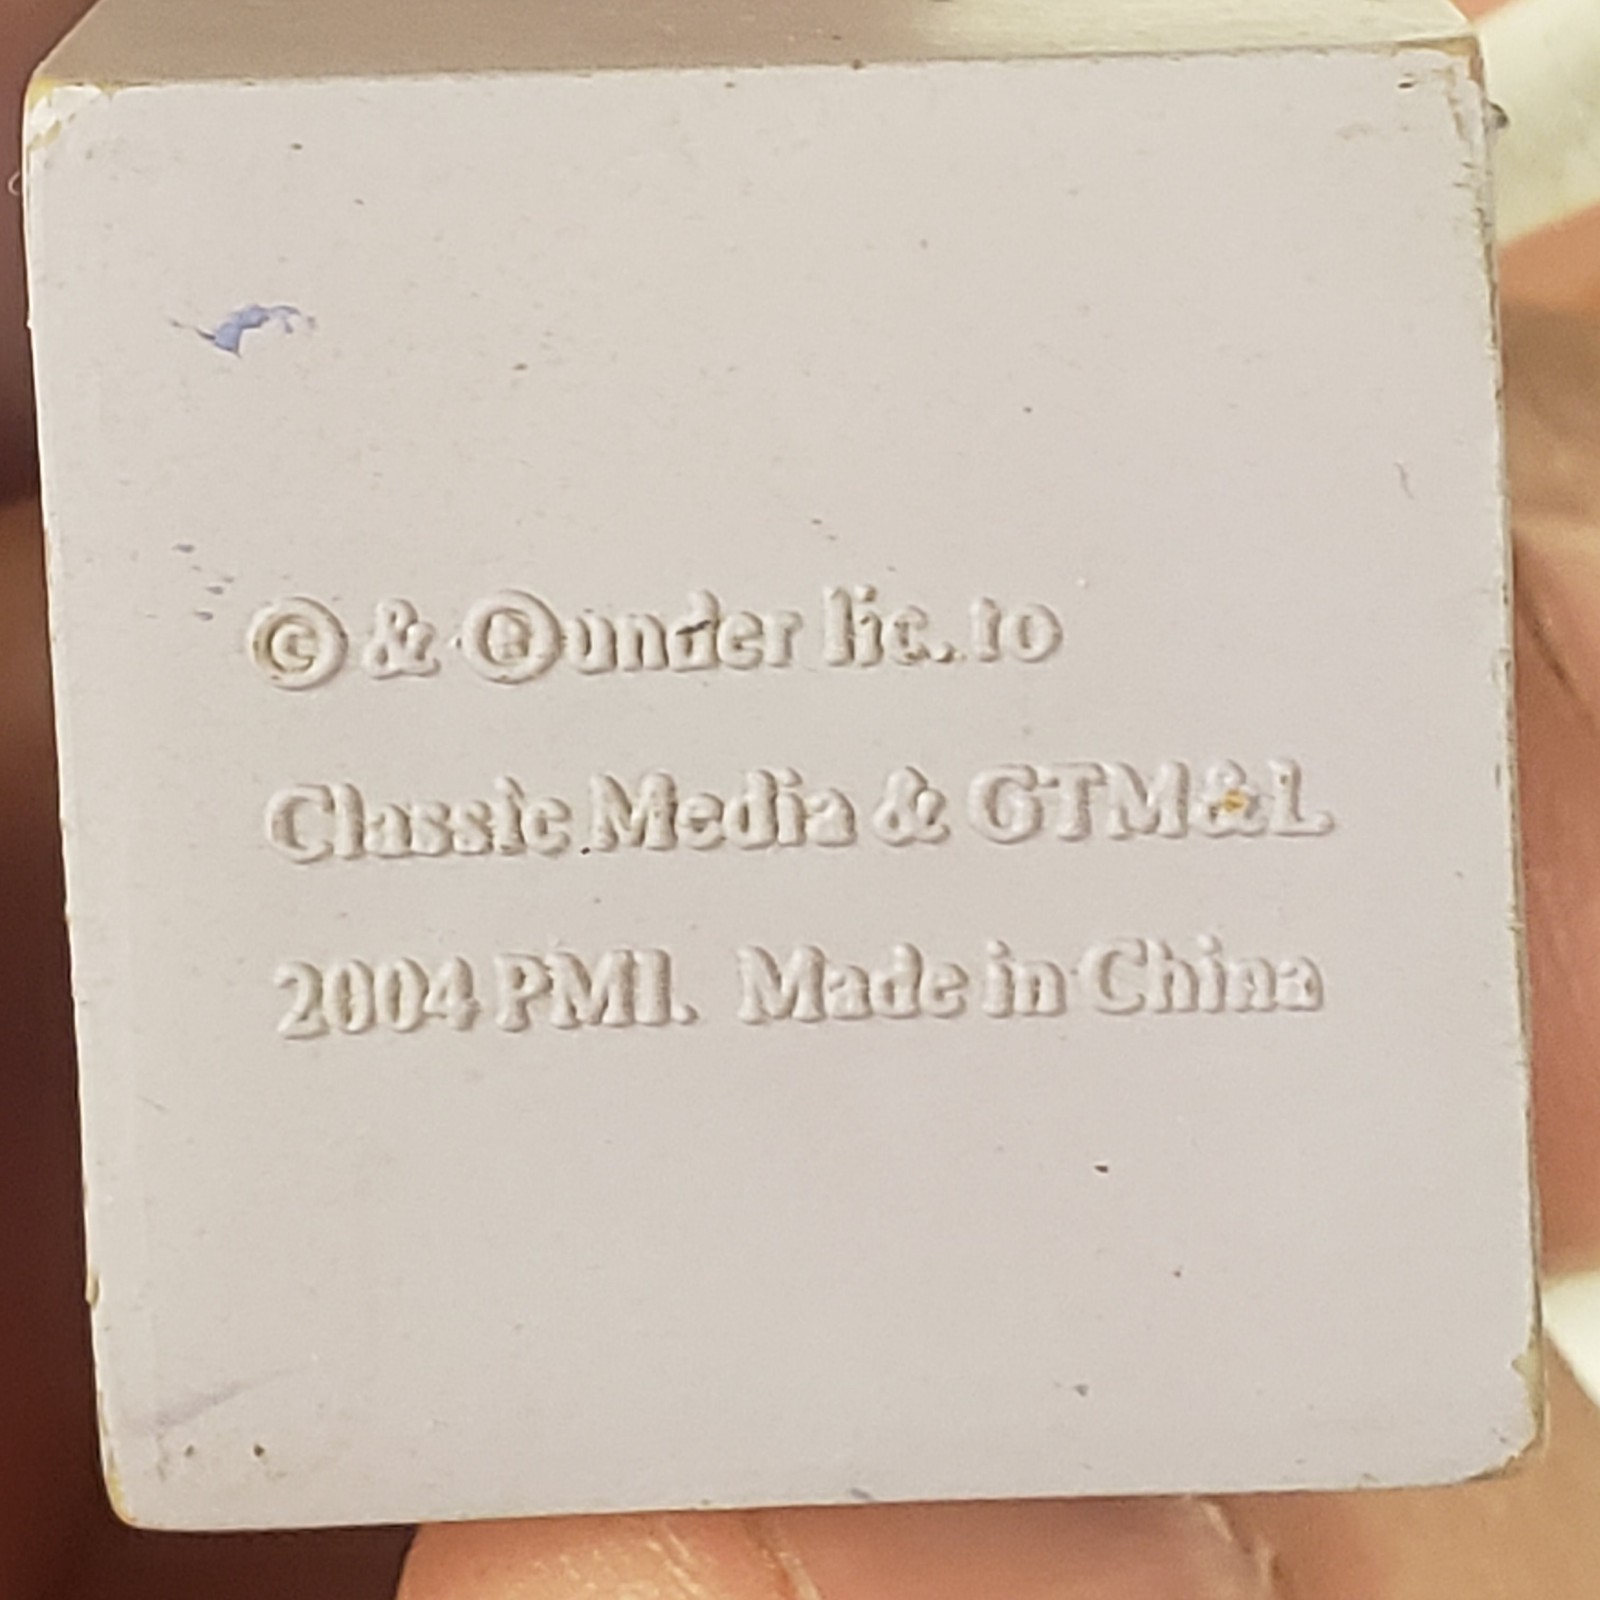 © & ® under lic. to
Classic Media & GTM&L
2004 PMI. Made in China